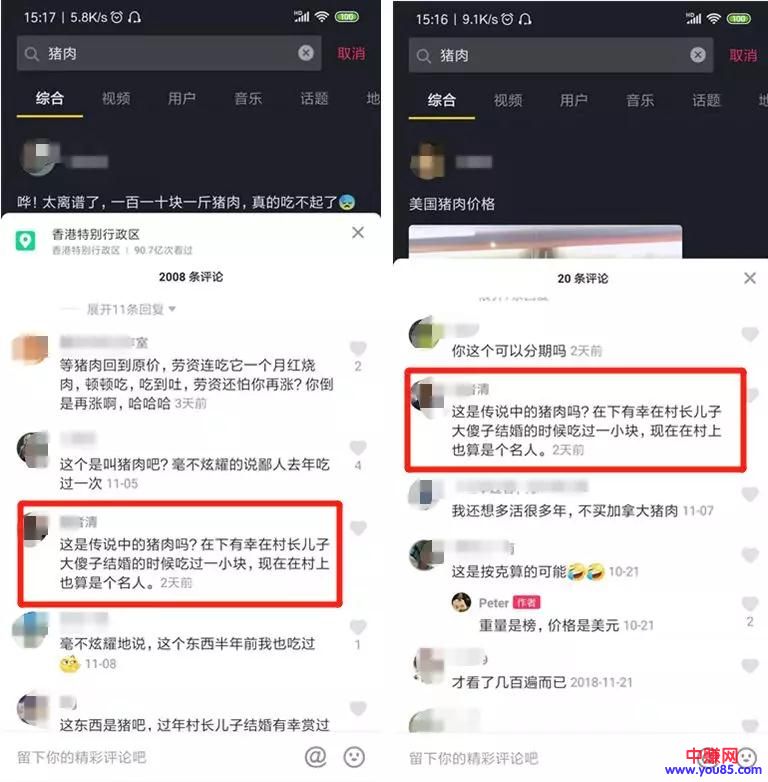 15:17 | 5.8K/s
HD
100
猪肉
取消
综合
视频
用户
音乐
话题
地
哗!太离谱了,一百一十块一斤猪肉,真的吃不起了
香港特别行政区
香港特别行政区 | 90.7亿次看过
2008 条评论
展开11条回复
室
等猪肉回到原价,劳资连吃它一个月红烧
肉,顿顿吃,吃到吐,劳资还怕你再涨?你倒
是再涨啊,哈哈哈 3天前
2
这个是叫猪肉吧?毫不炫耀的说鄙人去年吃
过一次 11-05
4
清
这是传说中的猪肉吗?在下有幸在村长儿子
大傻子结婚的时候吃过一小块,现在在村上
也算是个名人。2天前
毫不炫耀地说,这个东西半年前我也吃过
11-08
1
这东西是猪吧,过年村长儿子结婚有幸赏过
留下你的精彩评论吧
@
15:16 | 9.1K/s
HD
100
猪肉
取消
综合
视频
用户
音乐
话题
地
美国猪肉价格
20 条评论
你这个可以分期吗 2天前
清
这是传说中的猪肉吗?在下有幸在村长儿子
大傻子结婚的时候吃过一小块,现在在村上
也算是个名人。2天前
我还想多活很多年,不买加拿大猪肉 11-07
这是按克算的可能 10-21
Peter 作者
重量是榜,价格是美元 10-21
2
才看了几百遍而已 2018-11-21
留下你的精彩评论吧
中赚网
www.you85.com